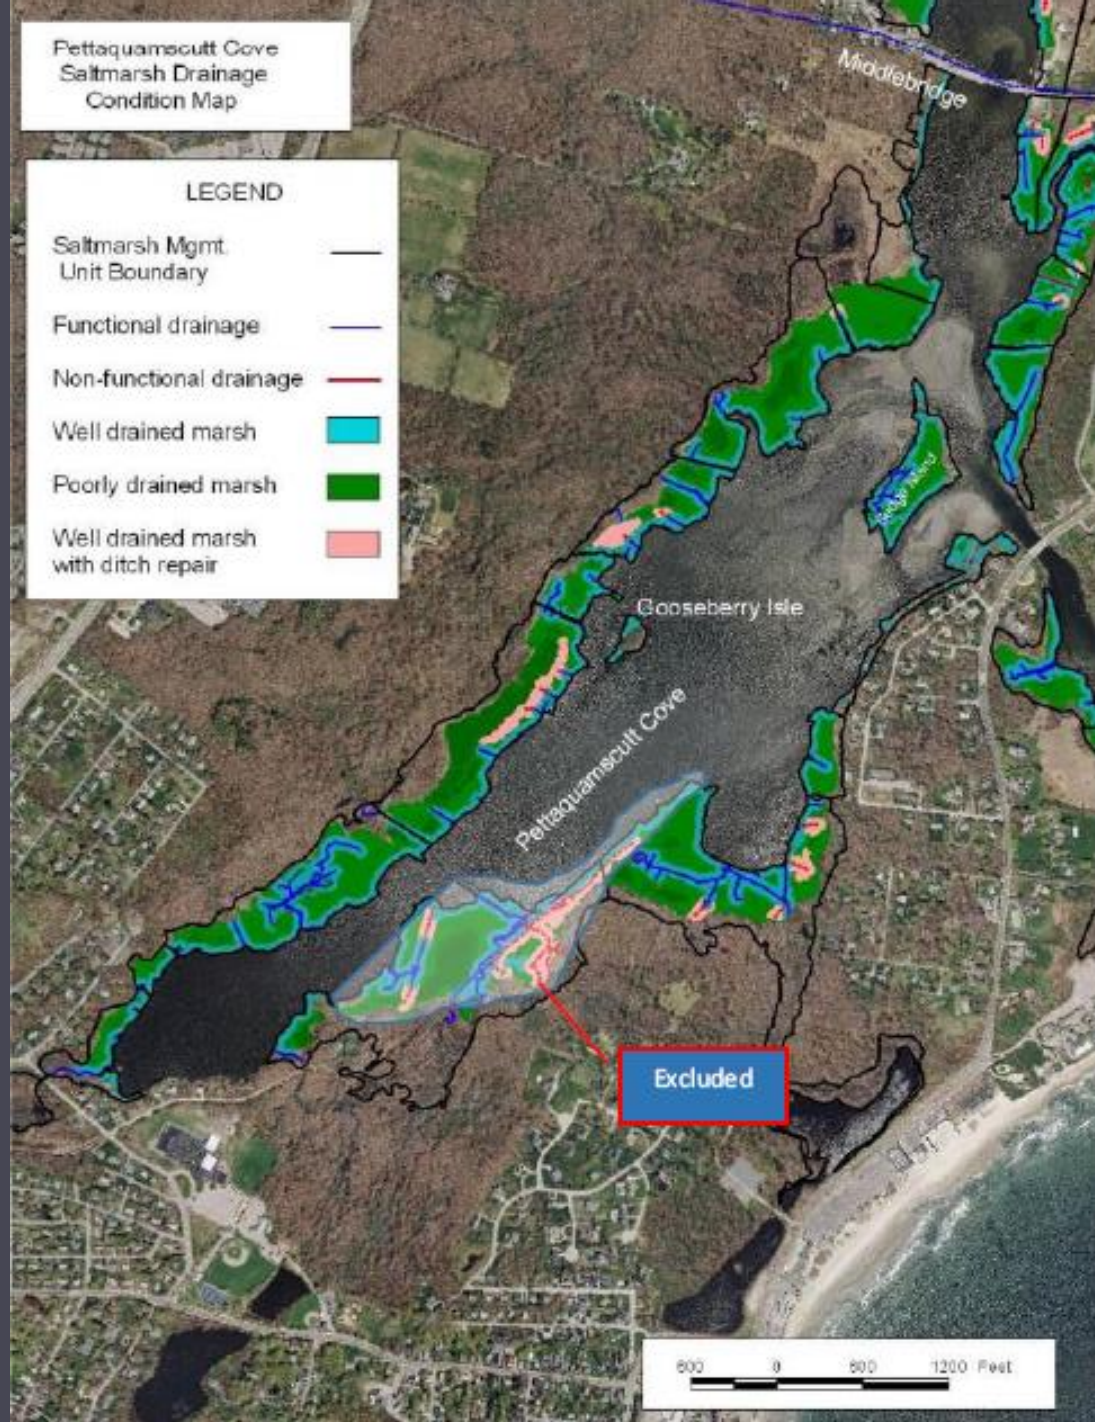 Pettaquamscutt Cove
Saltmarsh Drainage
Condition Map
LEGEND
Saltmarsh Mgmt.
Unit Boundary
Functional drainage
Non-functional drainage
Well drained marsh
Poorly drained marsh
Well drained marsh
with ditch repair
Middlebridge
Island
Gooseberry Isle
Pettaquamscutt Cove
Excluded
600 0 600 1200 Feet